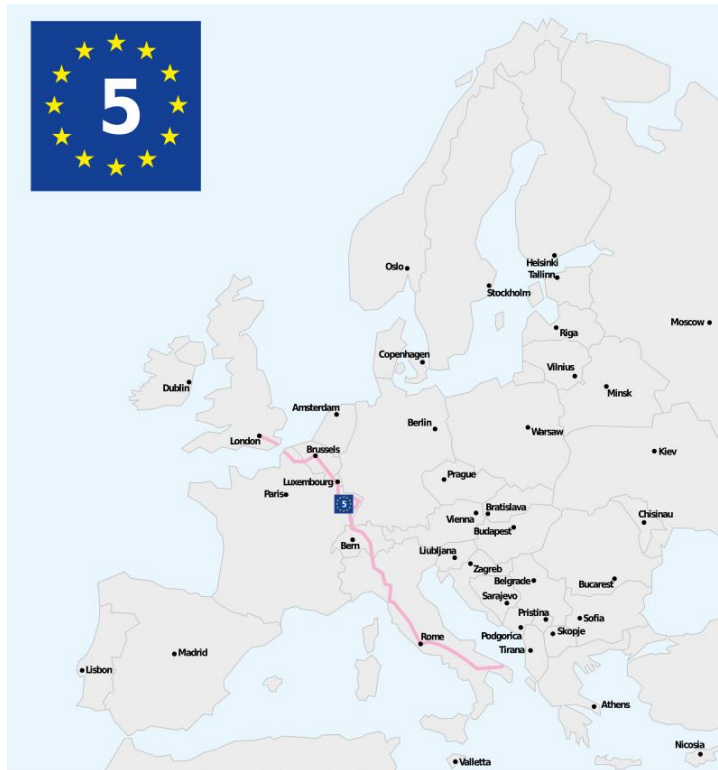 5
Helsinki
Oslo
Tallinn
Stockholm
Moscow
Riga
Copenhagen
Vilnius
Dublin
Minsk
Amsterdam
Berlin
Warsaw
London
Brussels
Kiev
Prague
Luxembourg
Paris
5
Bratislava
Vienna
Chisinau
Budapest
Bern
Liubljana
Zagreb
Belgrade
Bucarest
Sarajevo
Pristina
Sofia
Podgorica
Skopje
Rome
Tirana
Madrid
Lisbon
Athens
Nicosia
Valletta